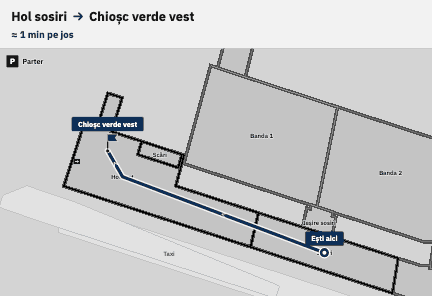 Hol sosiri → Chioșc verde vest
≈ 1 min pe jos
P Parter
Chioșc verde vest
Banda 1
Scări
Banda 2
Ho
Ieșire sosiri
Ești aici
Taxi